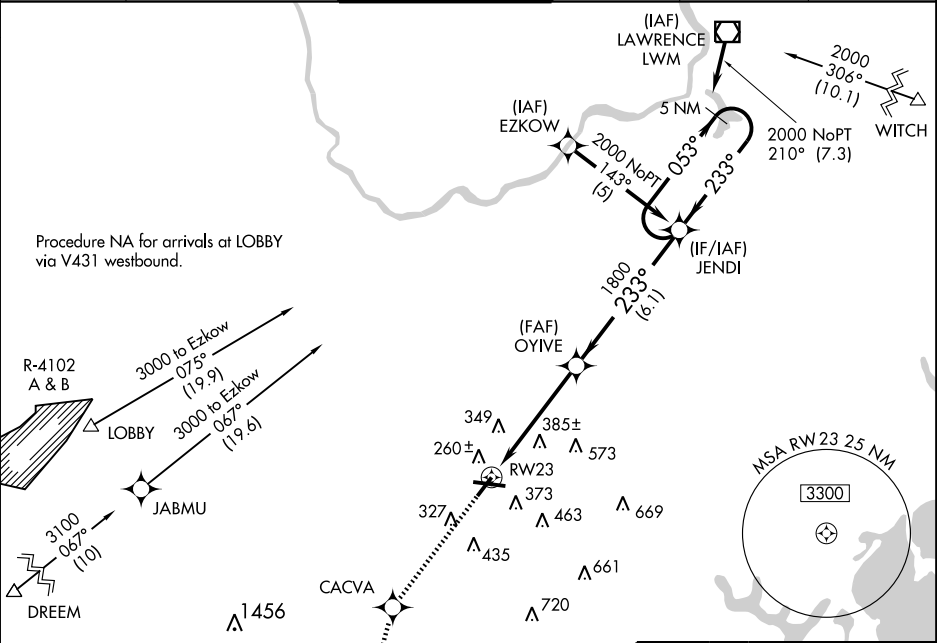 (IAF)
LAWRENCE
LWM
2000
306°
(10.1)
WITCH
(IAF)
EZKOW
5 NM
2000 NoPT
210° (7.3)
2000 NoPT
143°
(5)
053°
233°
(IF/IAF)
JENDI
Procedure NA for arrivals at LOBBY
via V431 westbound.
1800
233°
(6.1)
(FAF)
OYIVE
R-4102
A & B
3000 to Ezkow
075°
(19.9)
LOBBY
3000 to Ezkow
067°
(19.6)
JABMU
349
385±
573
260±
RW23
373
463
669
327
435
661
720
MSA RW 23 25 NM
3300
3100
067°
(10)
DREEM
CACVA
1456